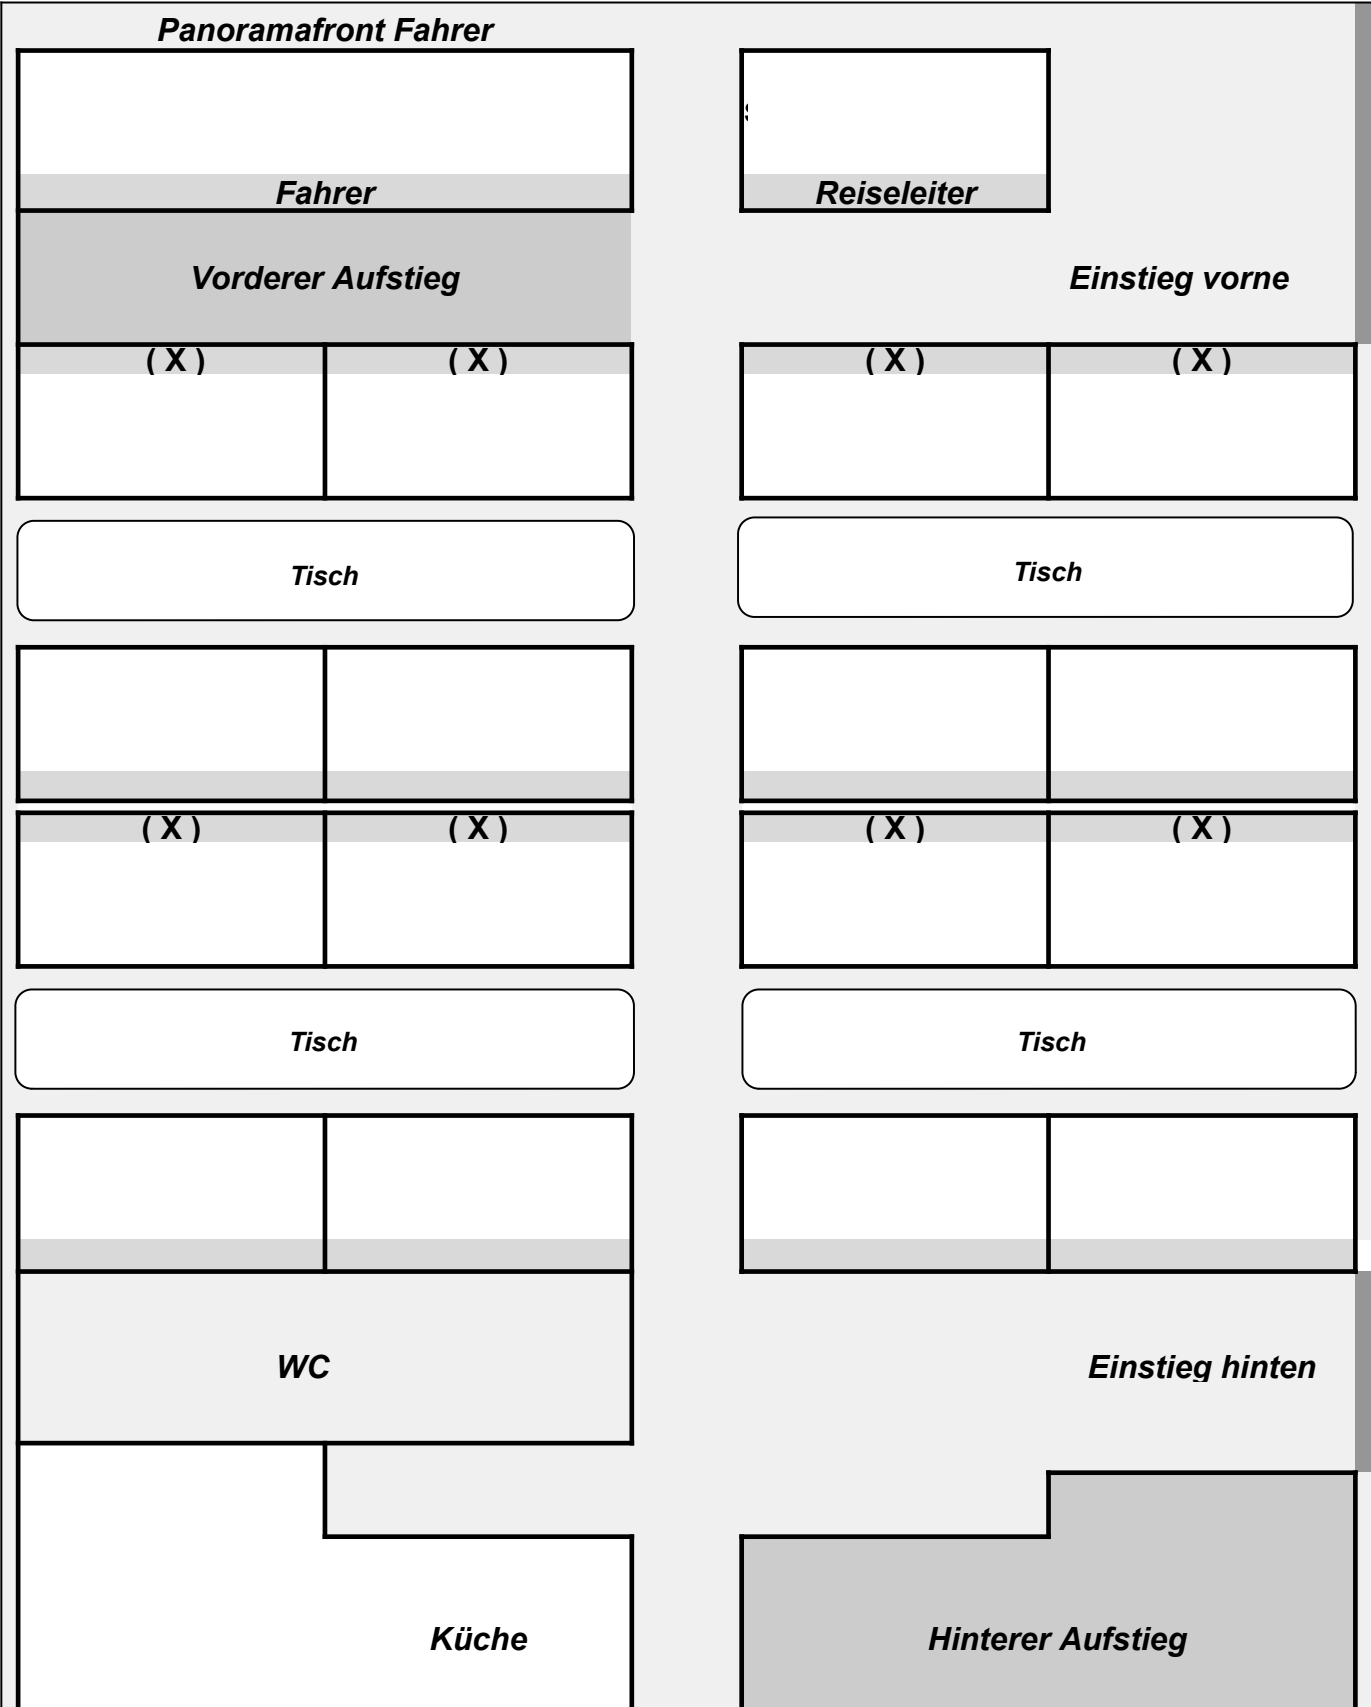 Panoramafront Fahrer
Fahrer
Reiseleiter
Vorderer Aufstieg
Einstieg vorne
( X )
( X )
( X )
( X )
Tisch
Tisch
( X )
( X )
( X )
( X )
Tisch
Tisch
WC
Einstieg hinten
Küche
Hinterer Aufstieg